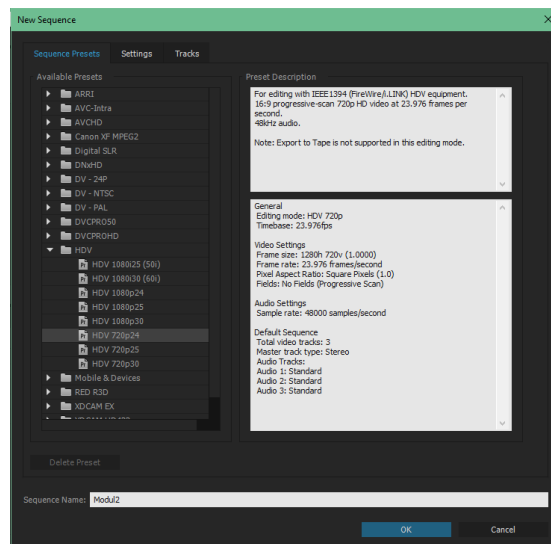 New Sequence
Sequence Presets Settings Tracks
Available Presets
ARRI
AVC-Intra
AVCHD
Canon XF MPEG2
Digital SLR
DNxHD
DV - 24P
DV - NTSC
DV - PAL
DVCPRO50
DVCPROHD
HDV
HDV 1080i25 (50i)
HDV 1080i30 (60i)
HDV 1080p24
HDV 1080p25
HDV 1080p30
HDV 720p24
HDV 720p25
HDV 720p30
Mobile & Devices
RED R3D
XDCAM EX
Delete Preset
Preset Description
For editing with IEEE1394 (FireWire/i.LINK) HDV equipment.
16:9 progressive-scan 720p HD video at 23.976 frames per
second.
48kHz audio.
Note: Export to Tape is not supported in this editing mode.
General
Editing mode: HDV 720p
Timebase: 23.976fps
Video Settings
Frame size: 1280h 720v (1.0000)
Frame rate: 23.976 frames/second
Pixel Aspect Ratio: Square Pixels (1.0)
Fields: No Fields (Progressive Scan)
Audio Settings
Sample rate: 48000 samples/second
Default Sequence
Total video tracks: 3
Master track type: Stereo
Audio Tracks:
Audio 1: Standard
Audio 2: Standard
Audio 3: Standard
Sequence Name: Modul2
OK Cancel